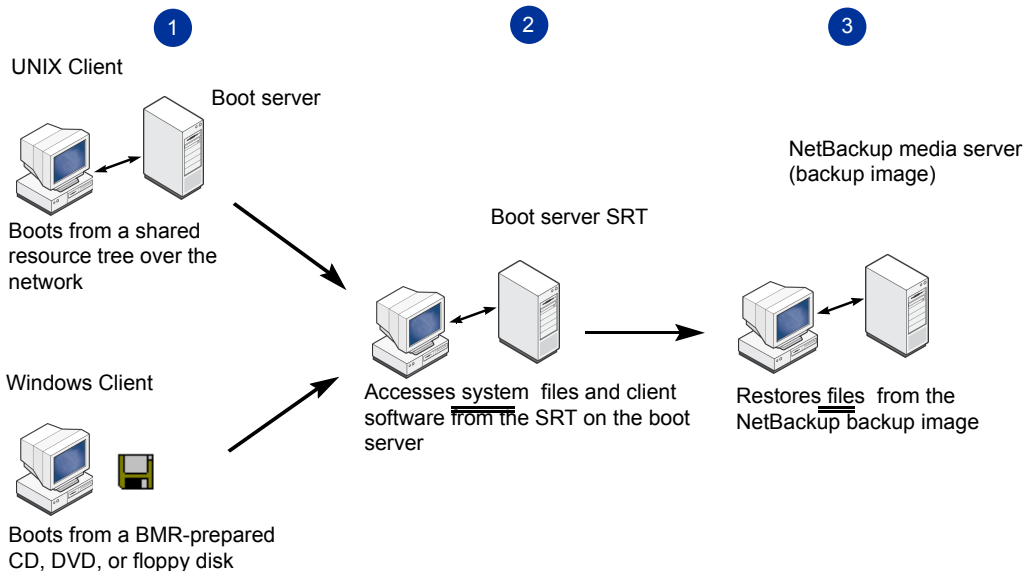 1
2
3
UNIX Client
Boot server
Boots from a shared
resource tree over the
network
Windows Client
Boots from a BMR-prepared
CD, DVD, or floppy disk
Boot server SRT
Accesses system files and client
software from the SRT on the boot
server
NetBackup media server
(backup image)
Restores files from the
NetBackup backup image